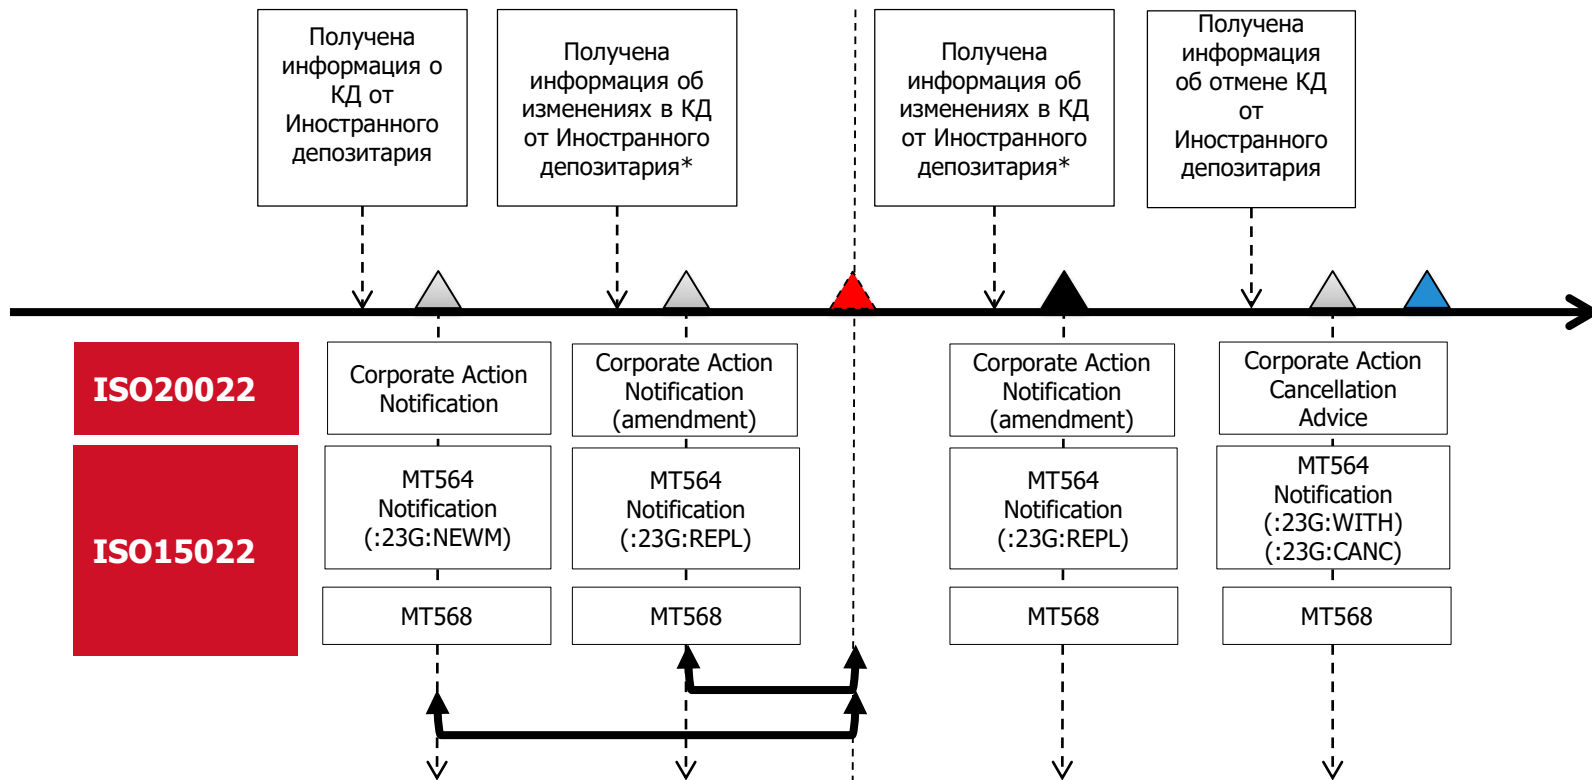 Получена
информация о
КД от
Иностранного
депозитария
Получена
информация об
изменениях в КД
от Иностранного
депозитария*
Получена
информация об
изменениях в КД
от Иностранного
депозитария*
Получена
информация
об отмене КД
от
Иностранного
депозитария
ISO20022
Corporate Action
Notification
Corporate Action
Notification
(amendment)
Corporate Action
Notification
(amendment)
Corporate Action
Cancellation
Advice
ISO15022
MT564
Notification
(:23G:NEWM)
MT564
Notification
(:23G:REPL)
MT564
Notification
(:23G:REPL)
MT564
Notification
(:23G:WITH)
(:23G:CANC)
MT568
MT568
MT568
MT568